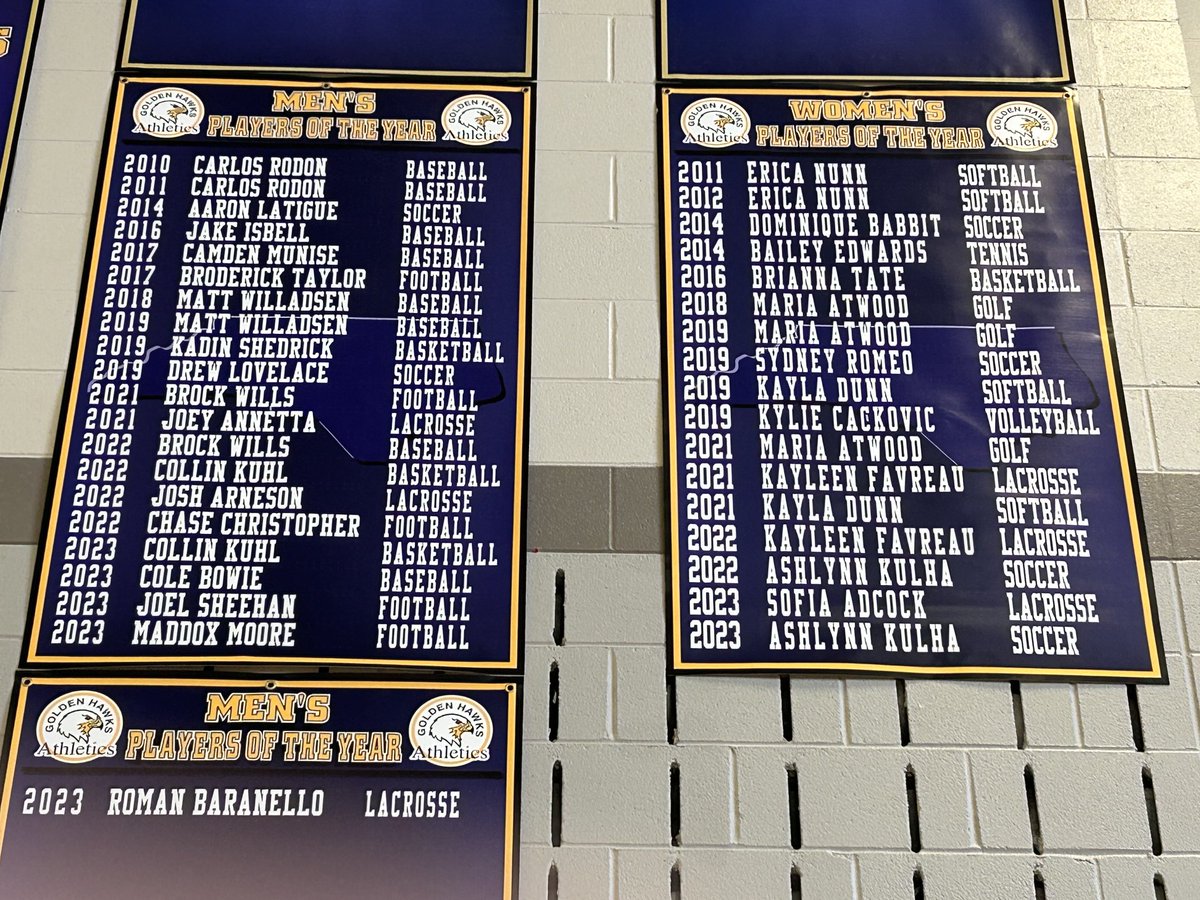 S
GOLDEN HAWKS
Athletics
MEN'S
PLAYERS OF THE YEAR
GOLDEN HAWKS
Athletics
2010 CARLOS RODON BASEBALL
2011 CARLOS RODON BASEBALL
2014 AARON LATIGUE SOCCER
2016 JAKE ISBELL BASEBALL
2017 CAMDEN MUNISE BASEBALL
2017 BRODERICK TAYLOR FOOTBALL
2018 MATT WILLADSEN BASEBALL
2019 MATT WILLADSEN BASEBALL
2019 KADIN SHEDRICK BASKETBALL
2019 DREW LOVELACE SOCCER
2021 BROCK WILLS FOOTBALL
2021 JOEY ANNETTA LACROSSE
2022 BROCK WILLS BASEBALL
2022 COLLIN KUHL BASKETBALL
2022 JOSH ARNESON LACROSSE
2022 CHASE CHRISTOPHER FOOTBALL
2023 COLLIN KUHL BASKETBALL
2023 COLE BOWIE BASEBALL
2023 JOEL SHEEHAN FOOTBALL
2023 MADDOX MOORE FOOTBALL
GOLDEN HAWKS
Athletics
WOMEN'S
PLAYERS OF THE YEAR
GOLDEN HAWKS
Athletics
2011 ERICA NUNN SOFTBALL
2012 ERICA NUNN SOFTBALL
2014 DOMINIQUE BABBIT SOCCER
2014 BAILEY EDWARDS TENNIS
2016 BRIANNA TATE BASKETBALL
2018 MARIA ATWOOD GOLF
2019 MARIA ATWOOD GOLF
2019 SYDNEY ROMEO SOCCER
2019 KAYLA DUNN SOFTBALL
2019 KYLIE CACKOVIC VOLLEYBALL
2021 MARIA ATWOOD GOLF
2021 KAYLEEN FAVREAU LACROSSE
2021 KAYLA DUNN SOFTBALL
2022 KAYLEEN FAVREAU LACROSSE
2022 ASHLYNN KULHA SOCCER
2023 SOFIA ADCOCK LACROSSE
2023 ASHLYNN KULHA SOCCER
GOLDEN HAWKS
Athletics
MEN'S
PLAYERS OF THE YEAR
GOLDEN HAWKS
Athletics
2023 ROMAN BARANELLO LACROSSE